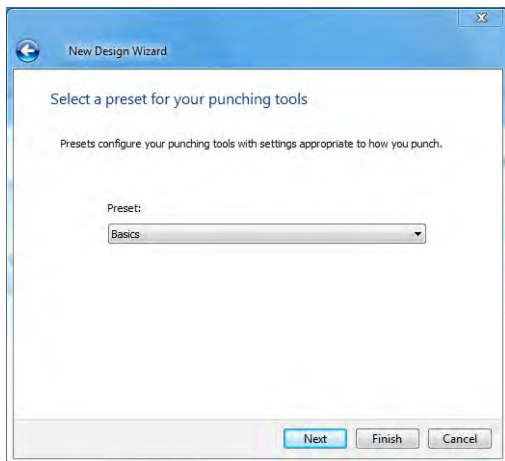 New Design Wizard
Select a preset for your punching tools
Presets configure your punching tools with settings appropriate to how you punch.
Preset:
Basics
Next Finish Cancel